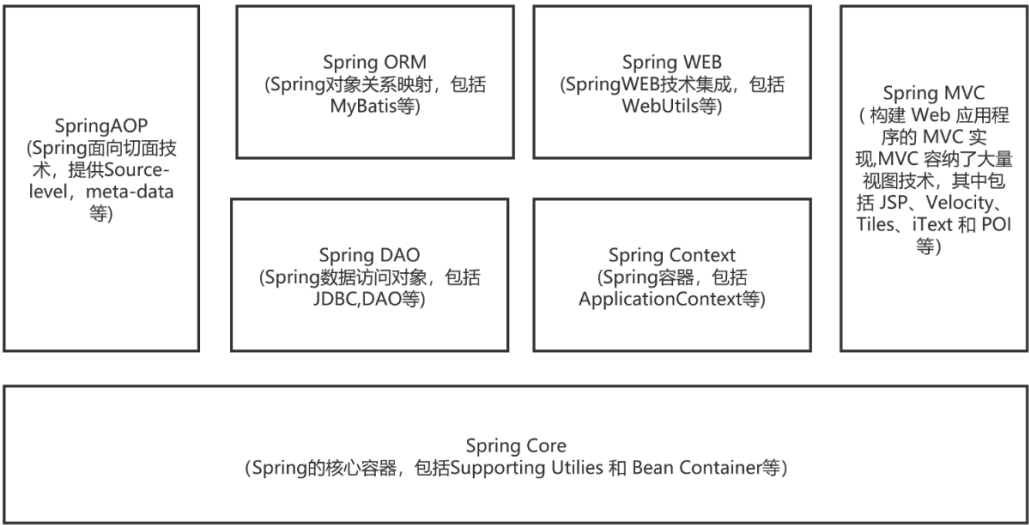 SpringAOP
(Spring面向切面技
术，提供Source-
level，meta-data
等)
Spring ORM
(Spring对象关系映射，包括
MyBatis等)
Spring WEB
(SpringWEB技术集成，包括
WebUtils等)
Spring MVC
( 构建 Web 应用程
序的 MVC 实
现,MVC 容纳了大量
视图技术，其中包
括 JSP、Velocity、
Tiles、iText 和 POI
等）
Spring DAO
(Spring数据访问对象，包括
JDBC,DAO等)
Spring Context
(Spring容器，包括
ApplicationContext等)
Spring Core
（Spring的核心容器，包括Supporting Utilies 和 Bean Container等）